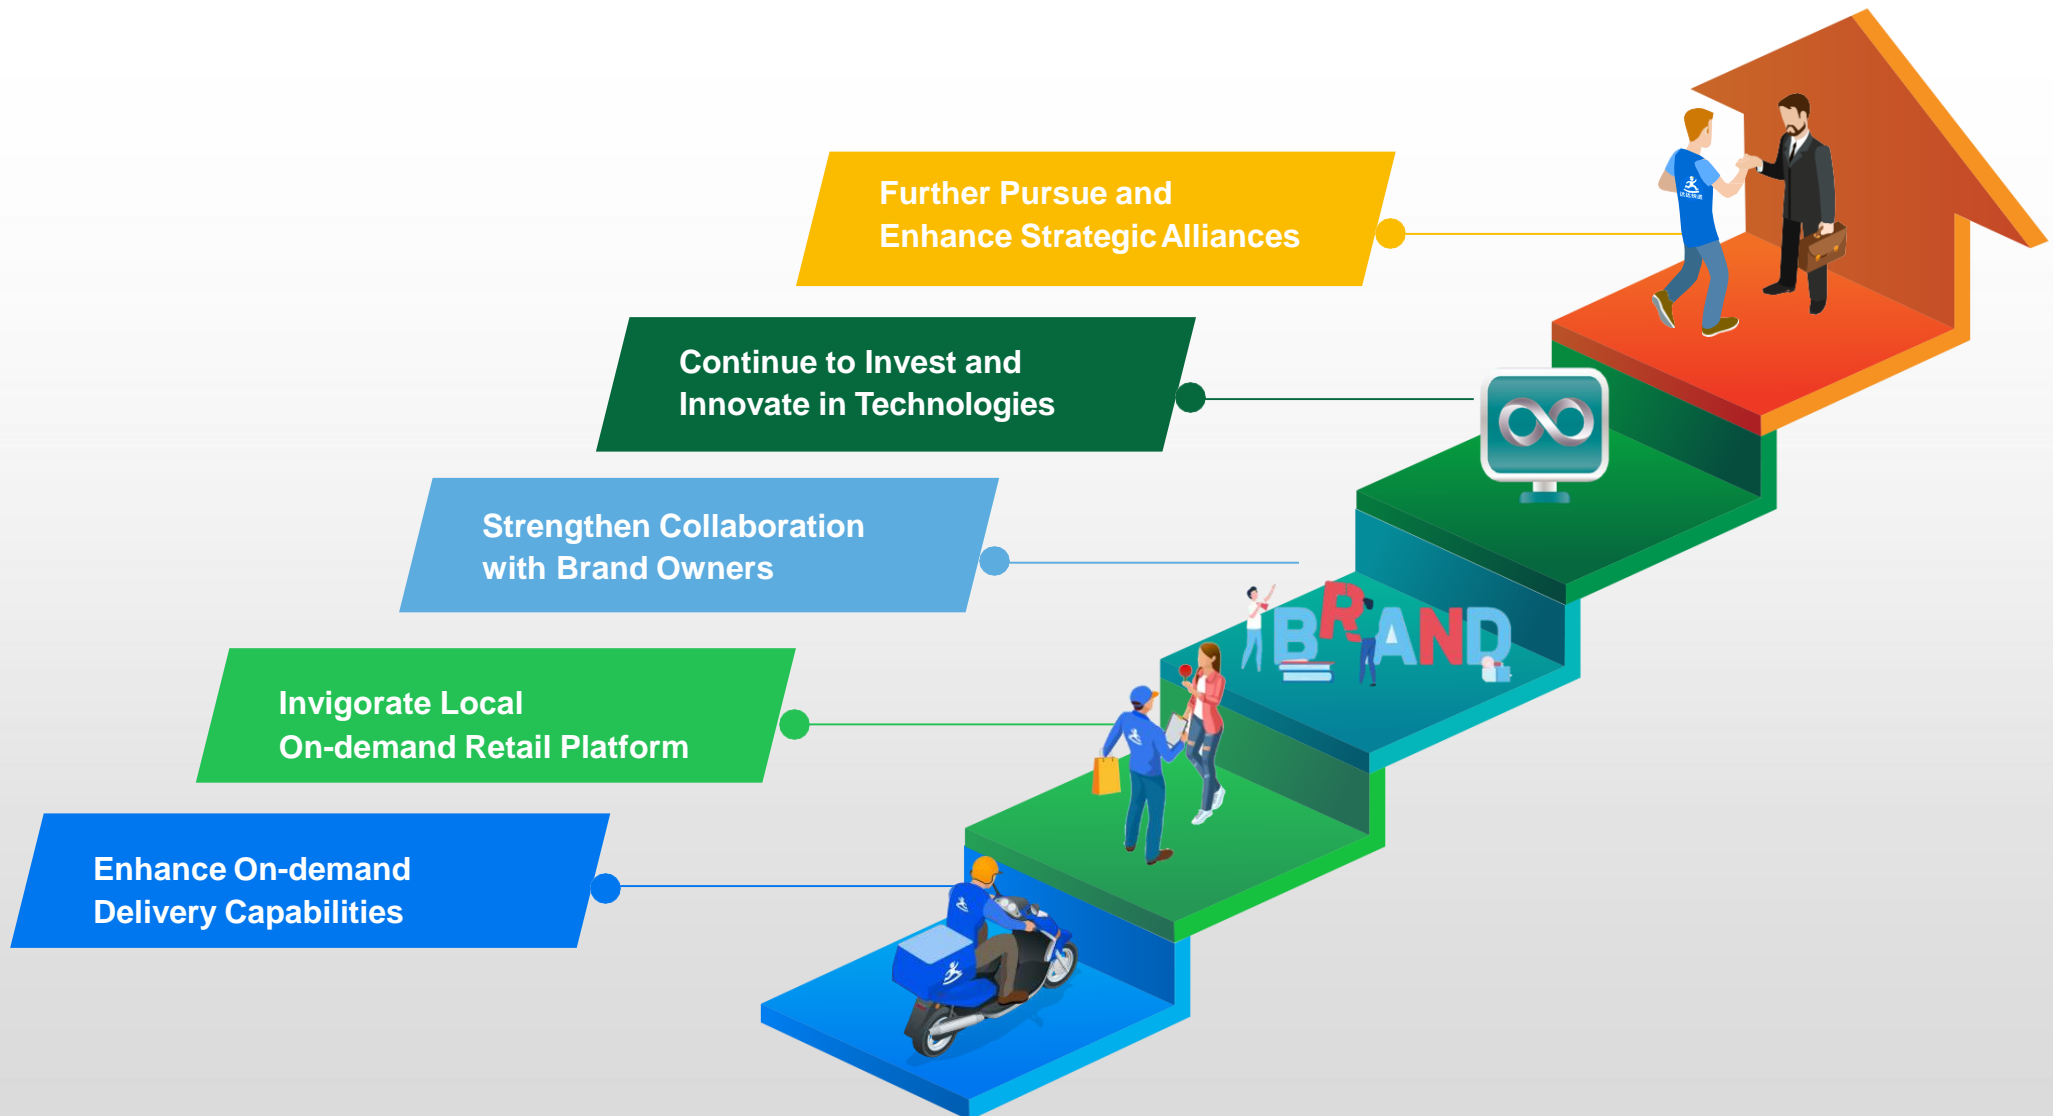 Further Pursue and
Enhance Strategic Alliances
Continue to Invest and
Innovate in Technologies
Strengthen Collaboration
with Brand Owners
BRAND
Invigorate Local
On-demand Retail Platform
Enhance On-demand
Delivery Capabilities